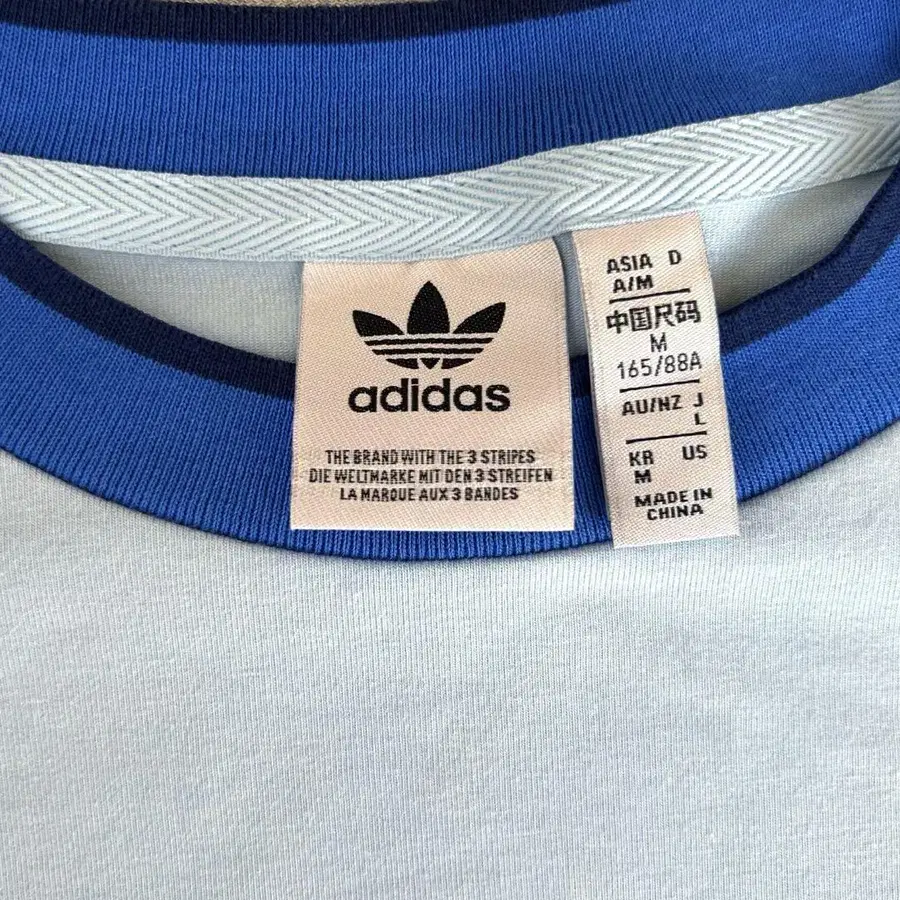 adidas
THE BRAND WITH THE 3 STRIPES
DIE WELTMARKE MIT DEN 3 STREIFEN
LA MARQUE AUX 3 BANDES
ASIA D
A/M
中国尺码
M
165/88A
AU/NZ J
L
KR US
M
MADE IN
CHINA